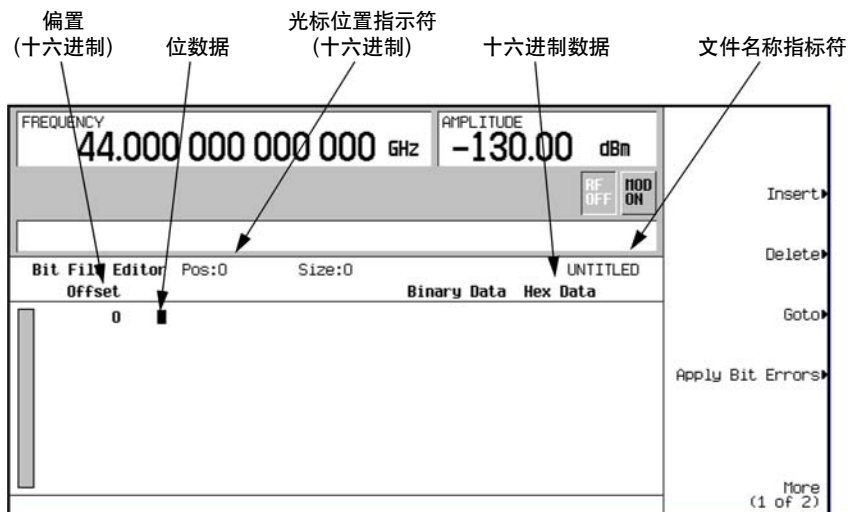 偏置
(十六进制)
位数据
光标位置指示符
(十六进制)
十六进制数据
文件名称指标符
FREQUENCY
44.000 000 000 000 GHz
AMPLITUDE
-130.00 dBm
RF OFF
MOD ON
Insert
Delete
Goto
Apply Bit Errors
More
(1 of 2)
Bit File Editor Pos:0 Size:0 UNTITLED
Offset Binary Data Hex Data
0